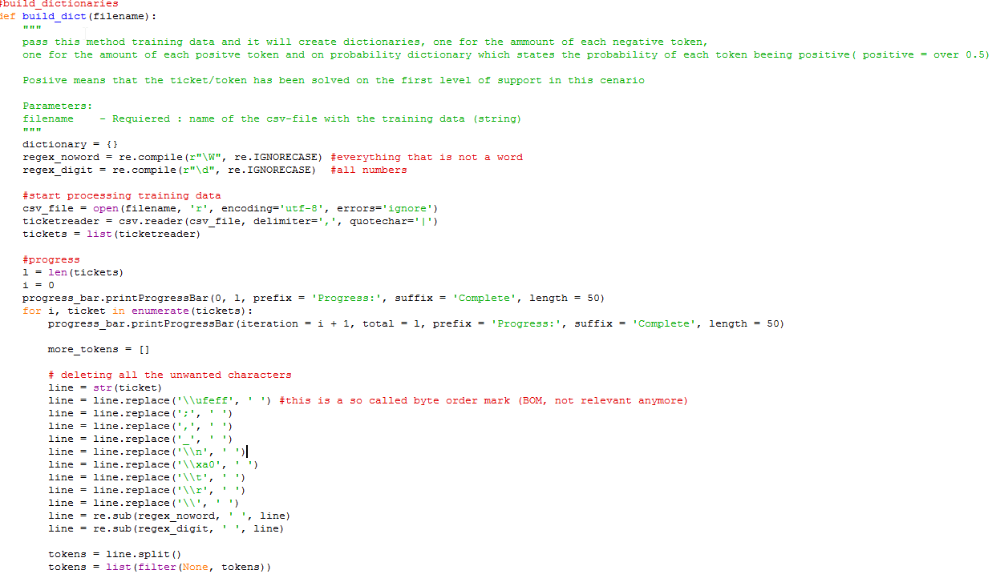 #build_dictionaries
def build_dict(filename):
    """
    pass this method training data and it will create dictionaries, one for the ammount of each negative token,
    one for the amount of each positve token and on probability dictionary which states the probability of each token beeing positive( positive = over 0.5)

    Posiive means that the ticket/token has been solved on the first level of support in this cenario

    Parameters:
    filename    - Requiered : name of the csv-file with the training data (string)
    """
    dictionary = {}
    regex_noword = re.compile(r"\W", re.IGNORECASE) #everything that is not a word
    regex_digit = re.compile(r"\d", re.IGNORECASE)  #all numbers

    #start processing training data
    csv_file = open(filename, 'r', encoding='utf-8', errors='ignore')
    ticketreader = csv.reader(csv_file, delimiter=',', quotechar='|')
    tickets = list(ticketreader)

    #progress
    l = len(tickets)
    i = 0
    progress_bar.printProgressBar(0, l, prefix = 'Progress:', suffix = 'Complete', length = 50)
    for i, ticket in enumerate(tickets):
        progress_bar.printProgressBar(iteration = i + 1, total = l, prefix = 'Progress:', suffix = 'Complete', length = 50)

        more_tokens = []

        # deleting all the unwanted characters
        line = str(ticket)
        line = line.replace('\\ufeff', ' ') #this is a so called byte order mark (BOM, not relevant anymore)
        line = line.replace(';', ' ')
        line = line.replace(',', ' ')
        line = line.replace('_', ' ')
        line = line.replace('\\n', ' ')
        line = line.replace('\\xa0', ' ')
        line = line.replace('\\t', ' ')
        line = line.replace('\\r', ' ')
        line = line.replace('\\', ' ')
        line = re.sub(regex_noword, ' ', line)
        line = re.sub(regex_digit, ' ', line)

        tokens = line.split()
        tokens = list(filter(None, tokens))